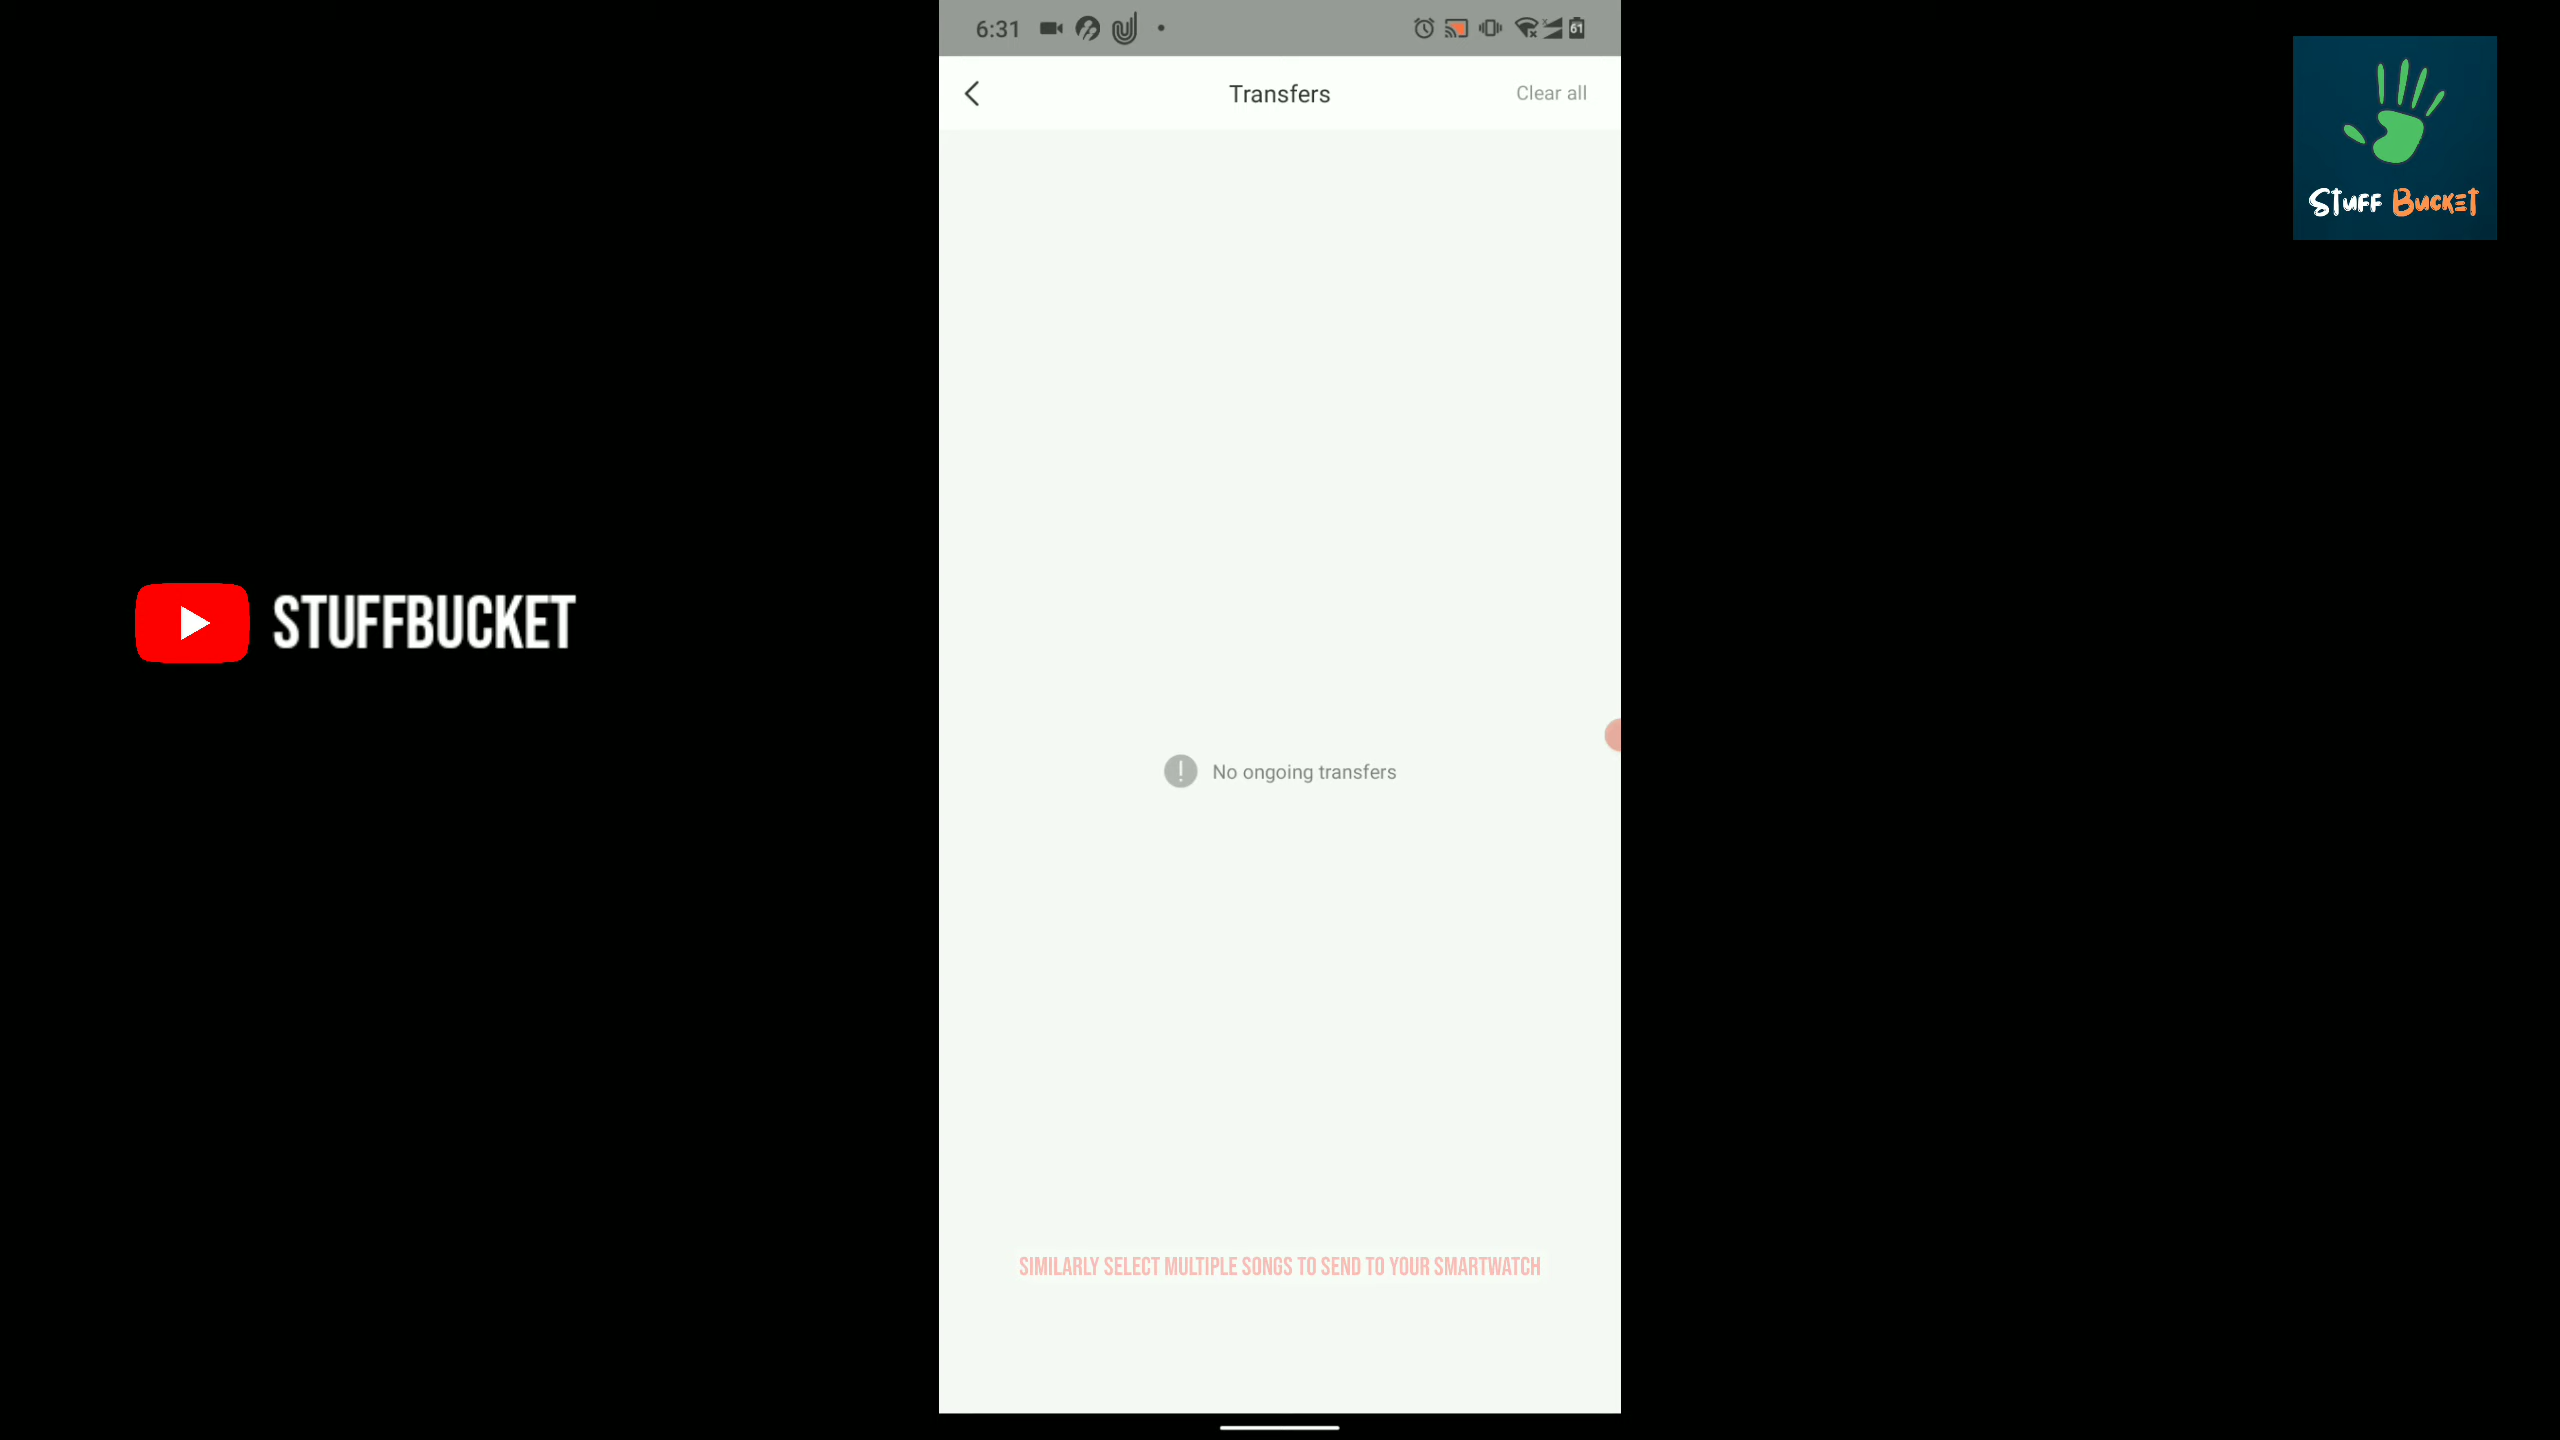 6:31
61
Transfers
Clear all
Stuff Bucket
STUFFBUCKET
No ongoing transfers
SIMILARLY SELECT MULTIPLE SONGS TO SEND TO YOUR SMARTWATCH